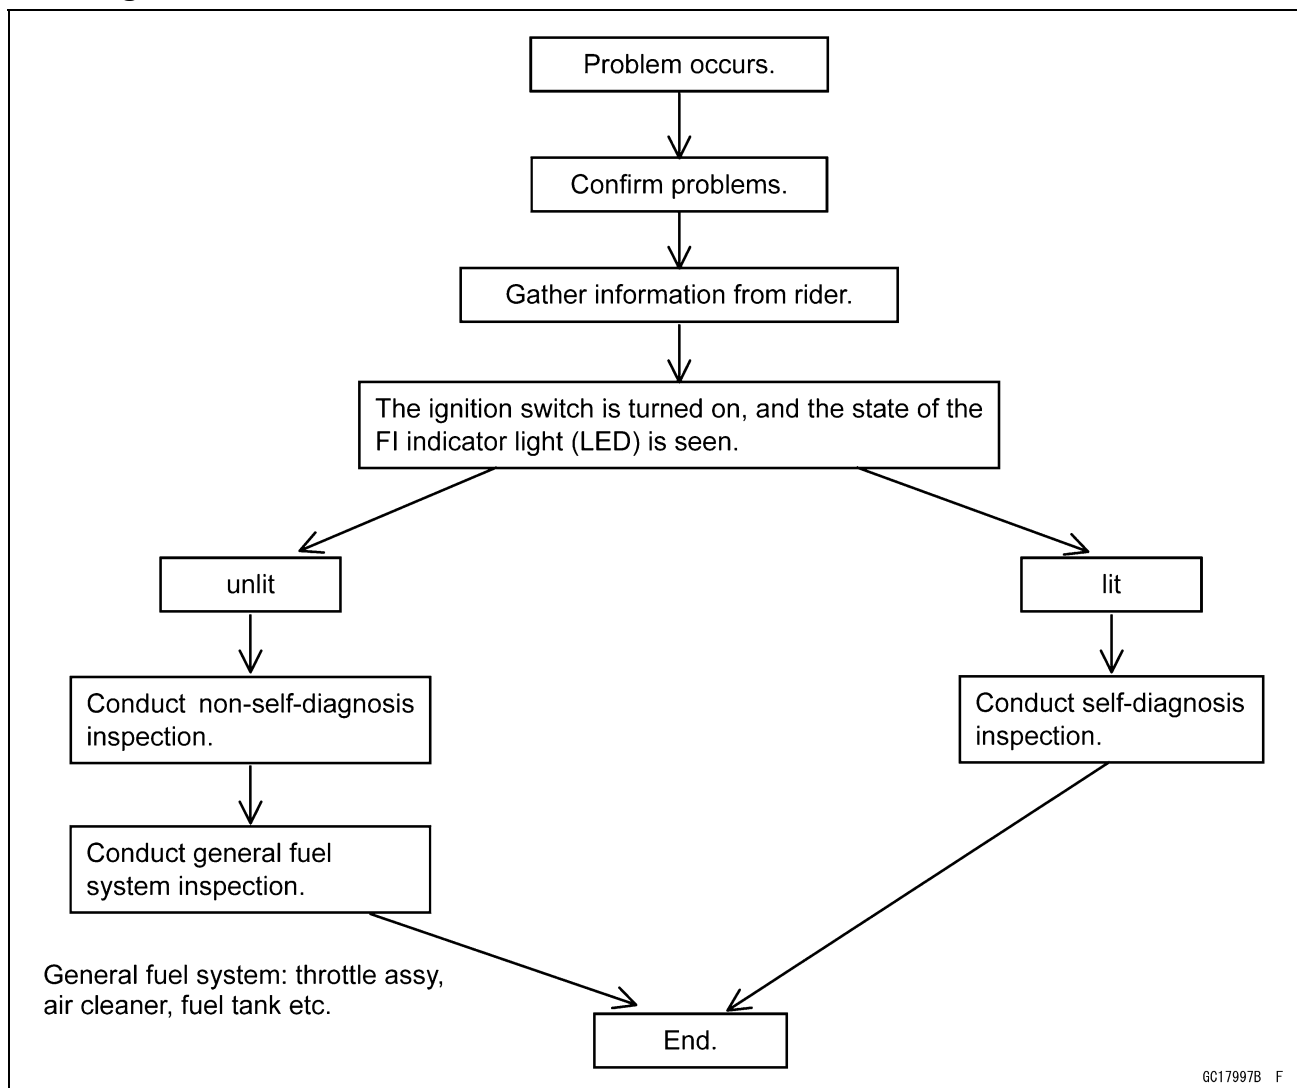 Problem occurs.
Confirm problems.
Gather information from rider.
The ignition switch is turned on, and the state of the
FI indicator light (LED) is seen.
unlit
lit
Conduct non-self-diagnosis
inspection.
Conduct self-diagnosis
inspection.
Conduct general fuel
system inspection.
General fuel system: throttle assy,
air cleaner, fuel tank etc.
End.
GC17997B F